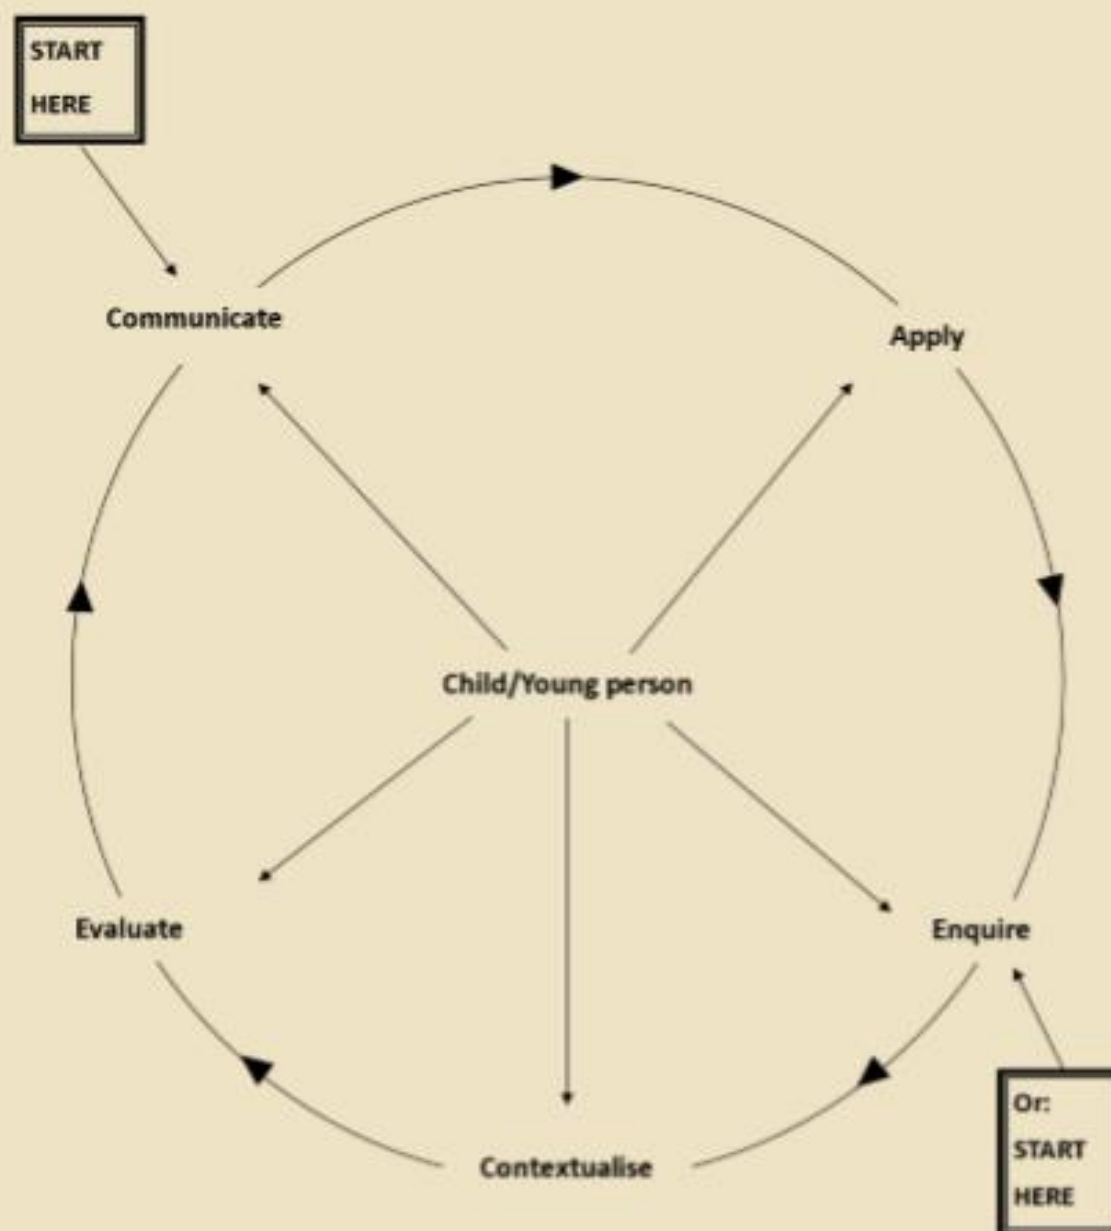 START
HERE
Communicate
Apply
Child/Young person
Evaluate
Enquire
Contextualise
Or:
START
HERE